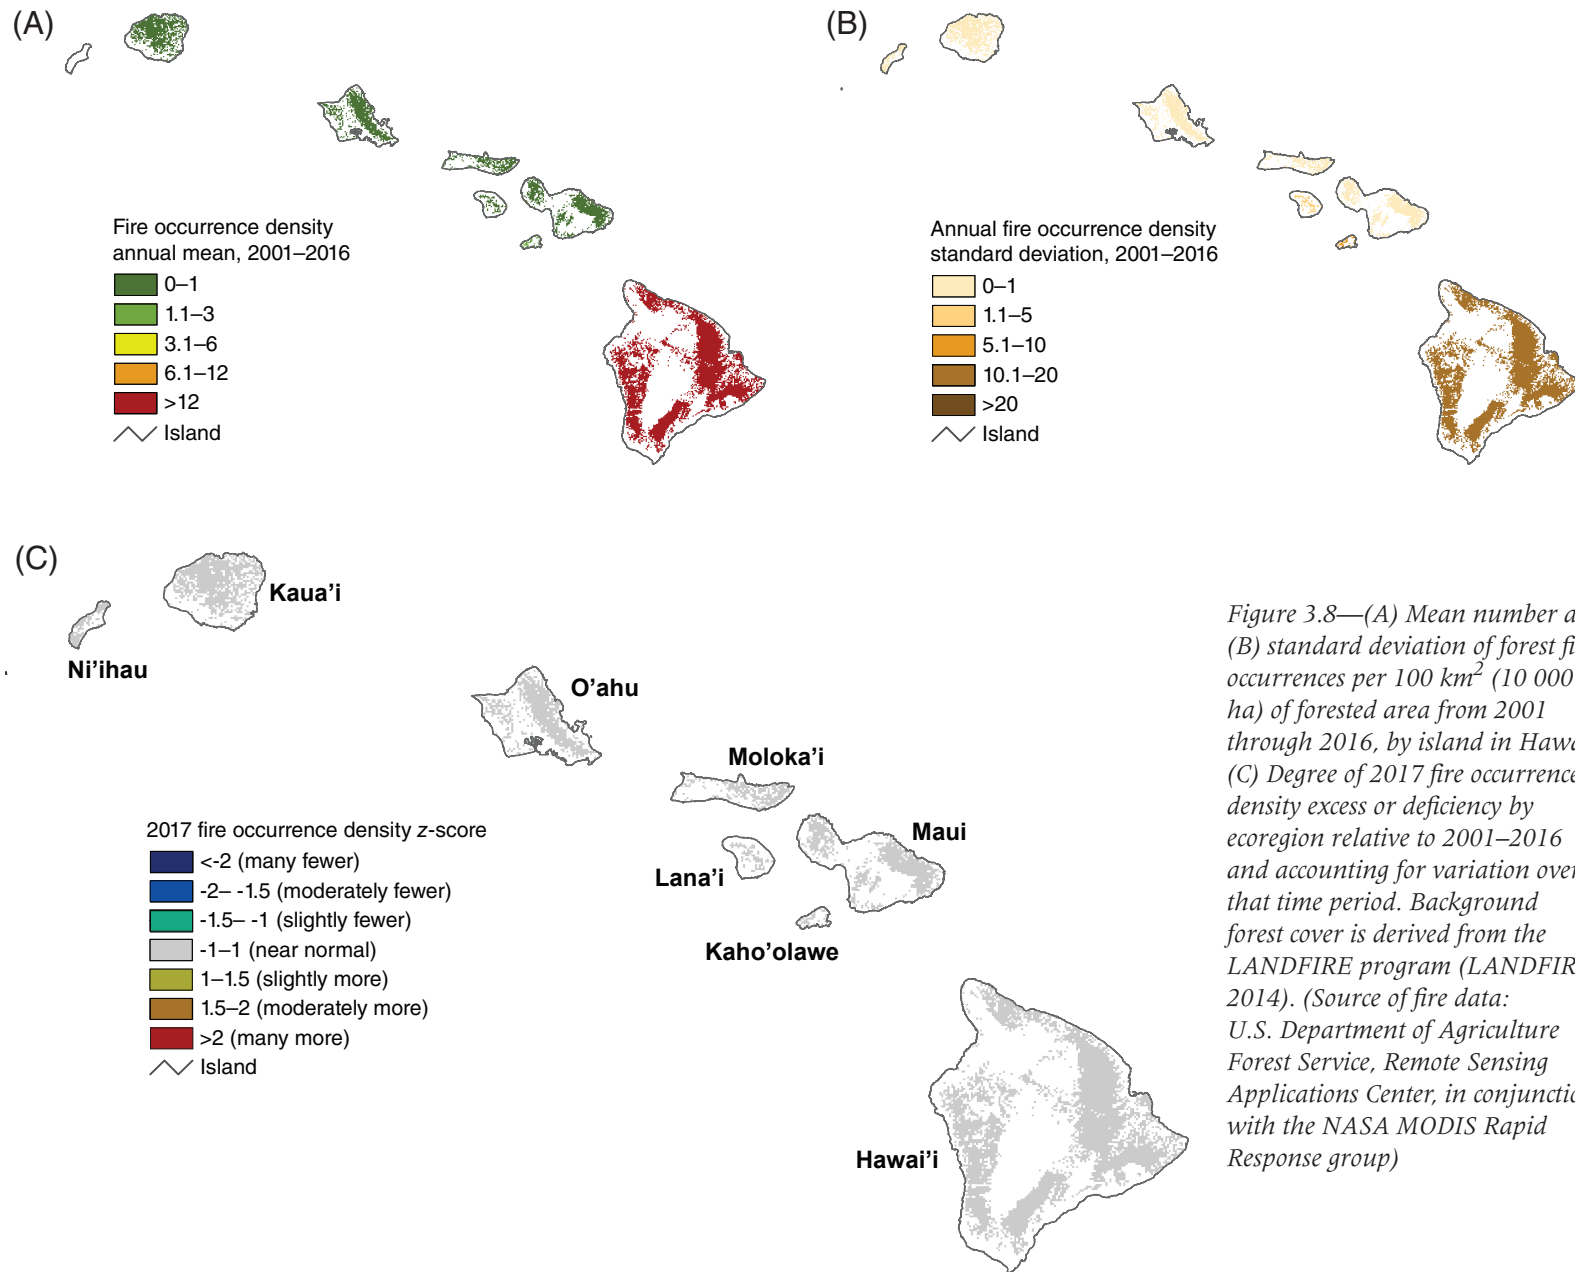 (A)
Fire occurrence density
annual mean, 2001–2016
0–1
1.1–3
3.1–6
6.1–12
>12
Island
(B)
Annual fire occurrence density
standard deviation, 2001–2016
0–1
1.1–5
5.1–10
10.1–20
>20
Island
(C)
Kaua'i
Ni'ihau
O'ahu
Moloka'i
Maui
Lana'i
Kaho'olawe
Hawai'i
2017 fire occurrence density z-score
<-2 (many fewer)
-2– -1.5 (moderately fewer)
-1.5– -1 (slightly fewer)
-1–1 (near normal)
1–1.5 (slightly more)
1.5–2 (moderately more)
>2 (many more)
Island
Figure 3.8—(A) Mean number
(B) standard deviation of forest
occurrences per 100 km² (10 000
ha) of forested area from 2001
through 2016, by island in
(C) Degree of 2017 fire occurrence
density excess or deficiency by
ecoregion relative to 2001–2016
and accounting for variation over
that time period. Background
forest cover is derived from the
LANDFIRE program
2014). (Source of fire data:
U.S. Department of Agriculture
Forest Service, Remote Sensing
Applications Center, in
with the NASA MODIS Rapid
Response group)